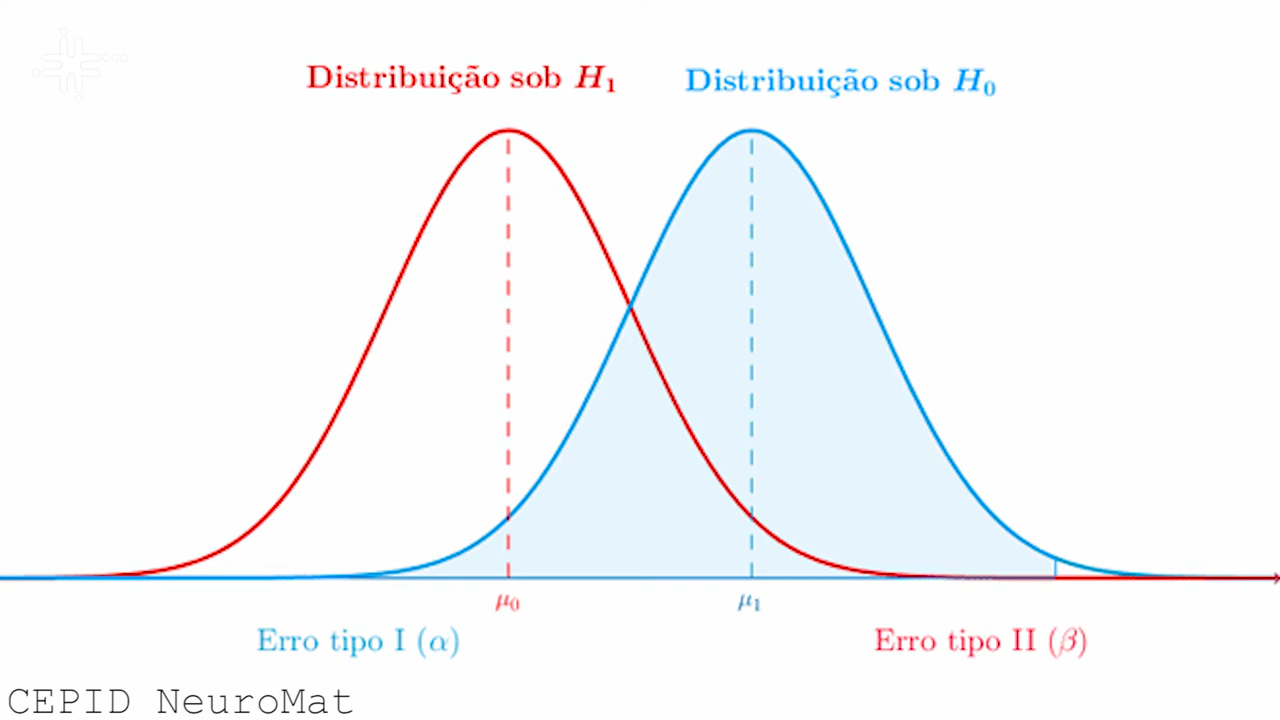 Distribuição sob H₁
Distribuição sob H₀
μ₀
μ₁
Erro tipo I (α)
Erro tipo II (β)
CEPID NeuroMat